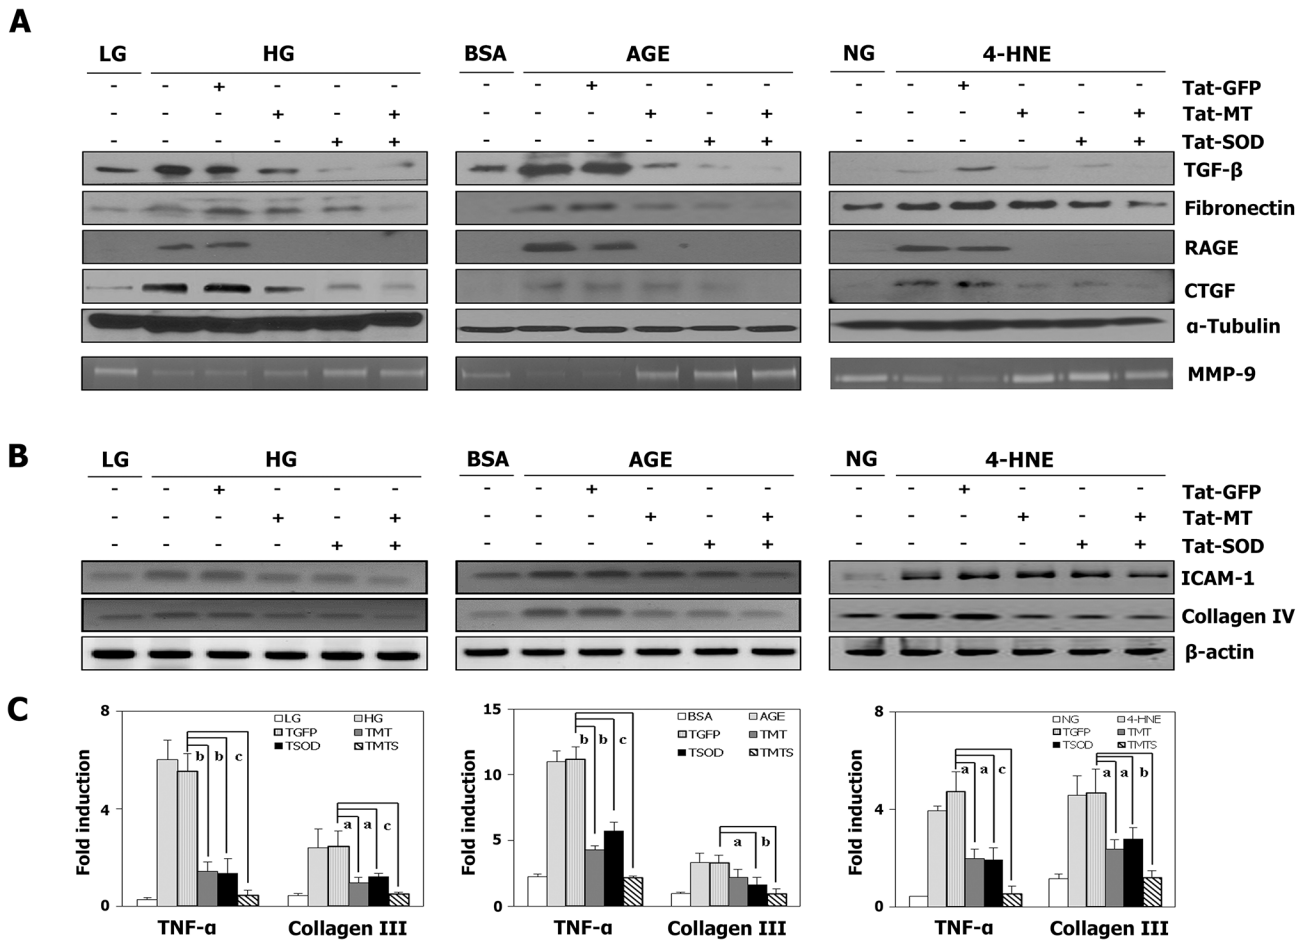 A
LG HG BSA AGE NG 4-HNE
- - + - - - - - + - - - - - + - - - Tat-GFP
- - - + - + - - - + - + - - - + - + Tat-MT
- - - - + + - - - - + + - - - - + + Tat-SOD
TGF-β
Fibronectin
RAGE
CTGF
α-Tubulin
MMP-9
B
LG HG BSA AGE NG 4-HNE
- - + - - - - - + - - - - - + - - - Tat-GFP
- - - + - + - - - + - + - - - + - + Tat-MT
- - - - + + - - - - + + - - - - + + Tat-SOD
ICAM-1
Collagen IV
β-actin
C
Fold induction
8
4
0
LG HG
TGFP TMT
TSOD TMTS
b b c
a a c
TNF-α Collagen III
Fold induction
15
10
5
0
BSA AGE
TGFP TMT
TSOD TMTS
b b c
a b
TNF-α Collagen III
Fold induction
8
4
0
NG 4-HNE
TGFP TMT
TSOD TMTS
a a c
a a b
TNF-α Collagen III